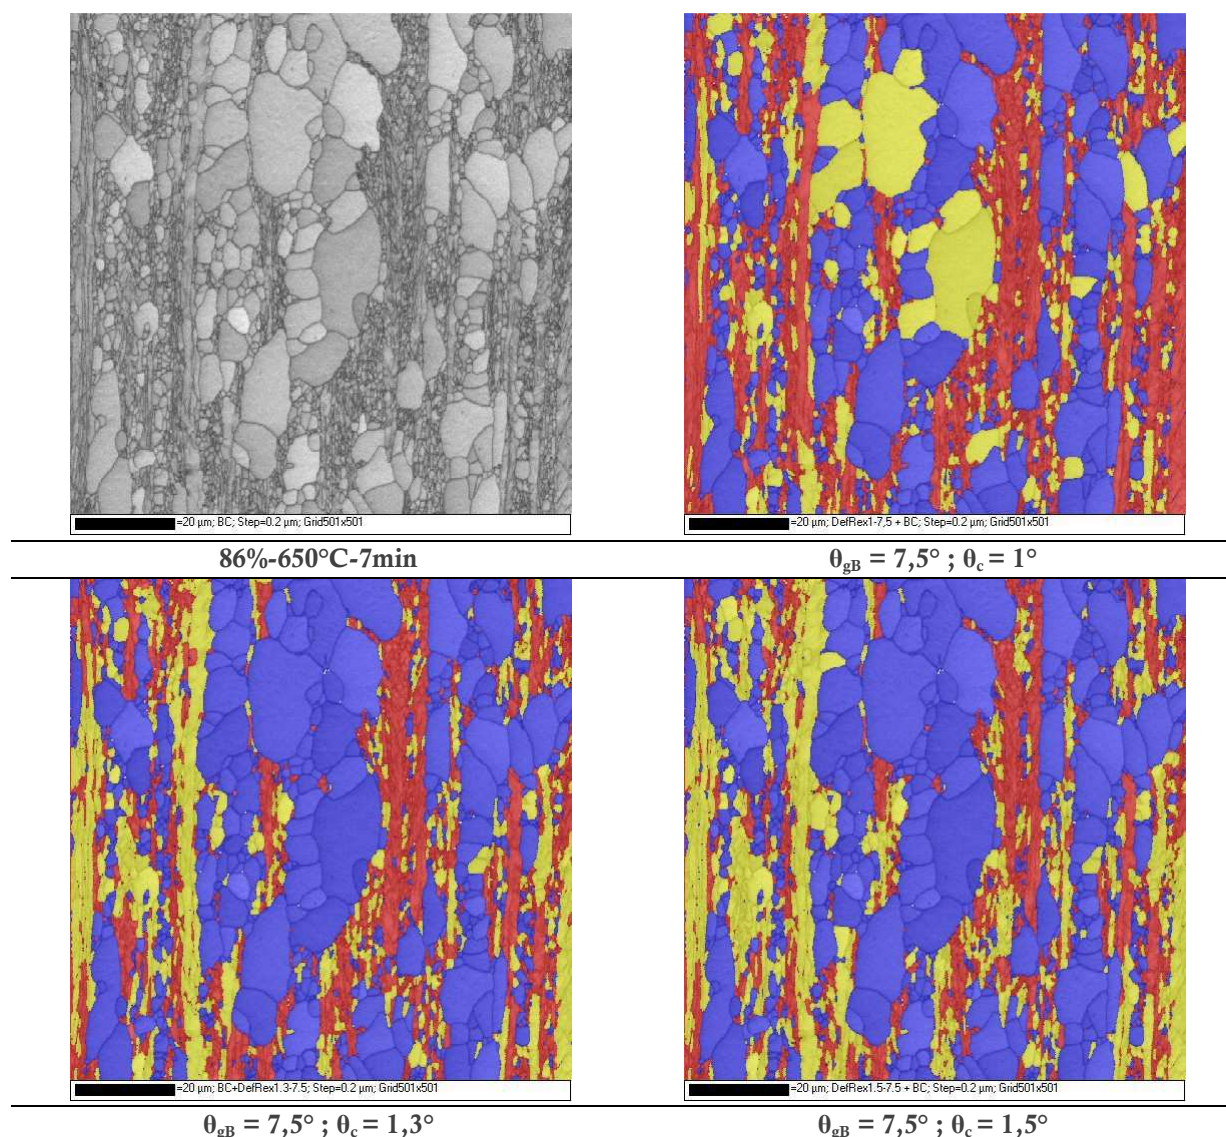 =20 µm; BC; Step=0.2 µm; Grid501x501
=20 µm; DefRex1-7,5 + BC; Step=0.2 µm; Grid501x501
86%-650°C-7min
θgB = 7,5° ; θc = 1°
=20 µm; BC+DefRex1.3-7.5; Step=0.2 µm; Grid501x501
=20 µm; DefRex1.5-7.5 + BC; Step=0.2 µm; Grid501x501
θgB = 7,5° ; θc = 1,3°
θgB = 7,5° ; θc = 1,5°